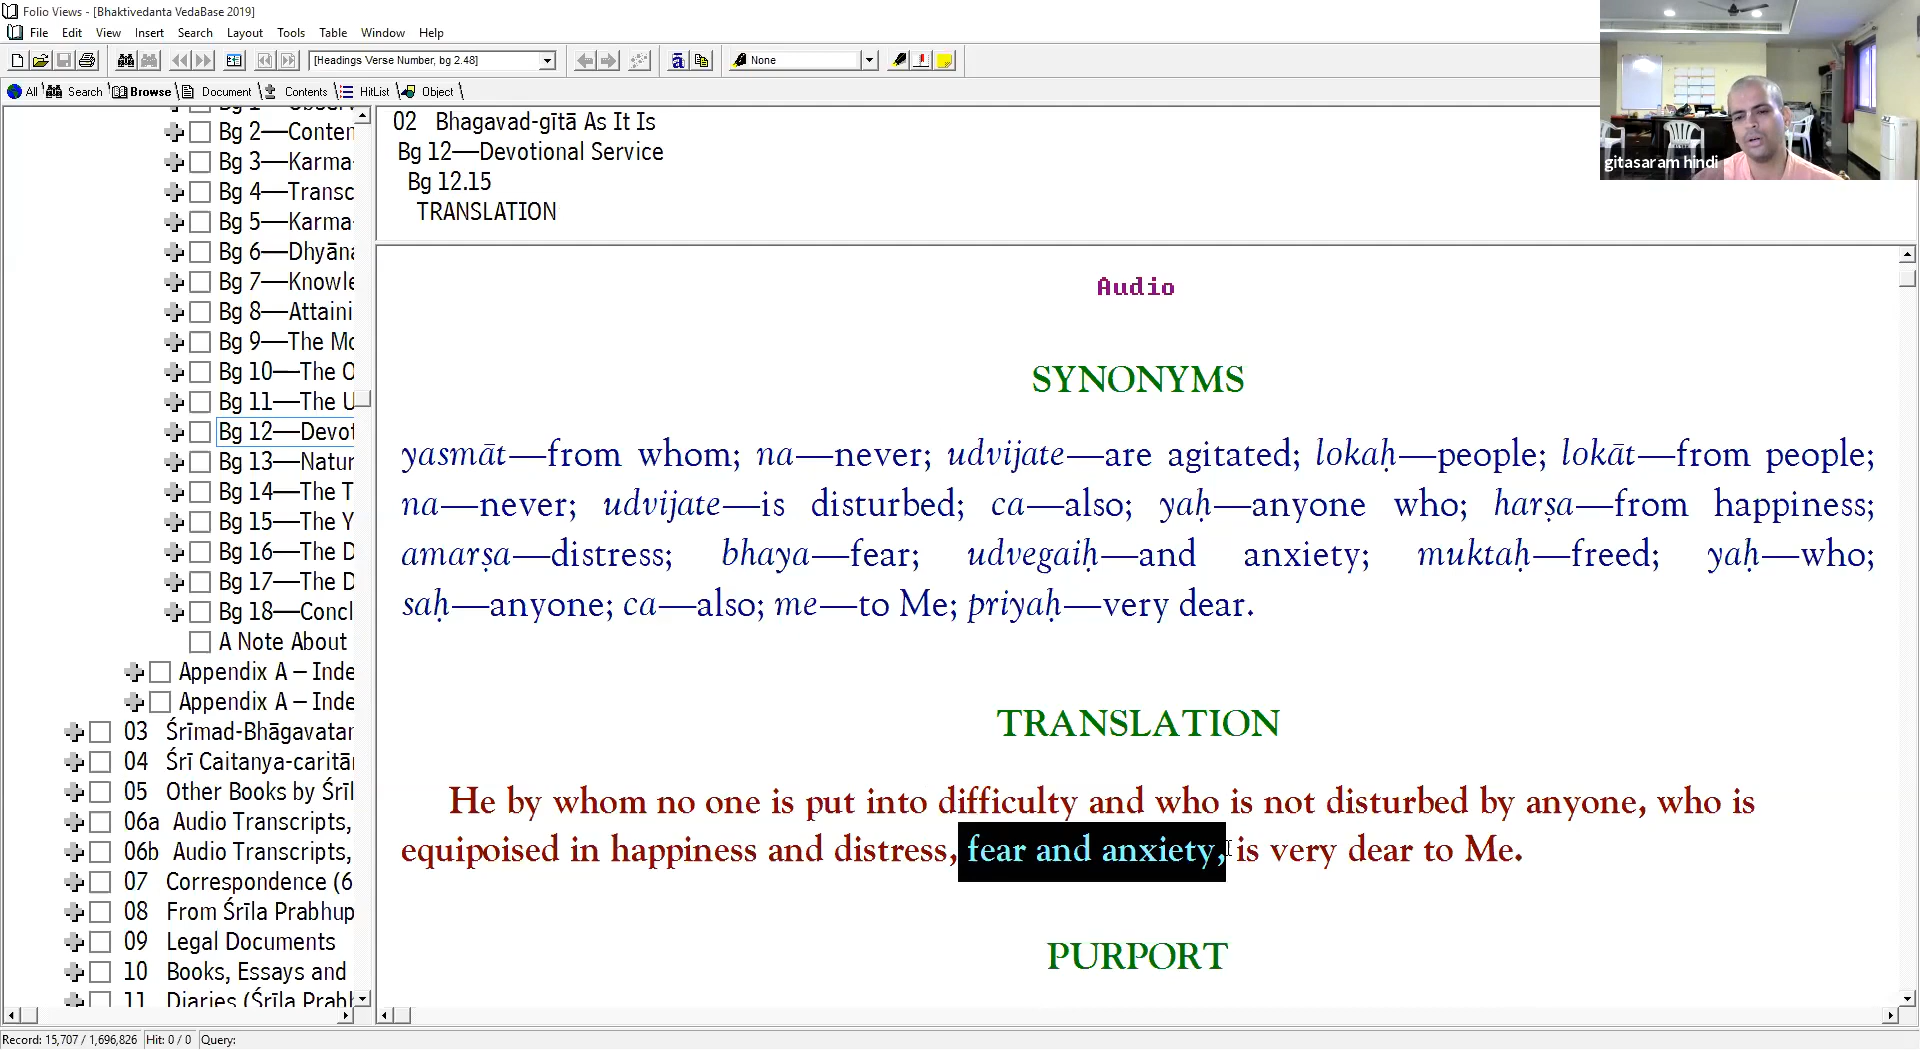 Folio Views - [Bhaktivedanta VedaBase 2019]
File Edit View Insert Search Layout Tools Table Window Help
[Headings Verse Number, bg 2.48]
None
All Search Browse Document Contents HitList Object
Bg 2—Conten
Bg 3—Karma-
Bg 4—Transc
Bg 5—Karma-
Bg 6—Dhyāna
Bg 7—Knowle
Bg 8—Attaini
Bg 9—The Mo
Bg 10—The O
Bg 11—The U
Bg 12—Devot
Bg 13—Natur
Bg 14—The T
Bg 15—The Y
Bg 16—The D
Bg 17—The D
Bg 18—Concl
A Note About
Appendix A – Inde
Appendix A – Inde
03 Śrīmad-Bhāgavatar
04 Śrī Caitanya-caritār
05 Other Books by Śrīl
06a Audio Transcripts,
06b Audio Transcripts,
07 Correspondence (6
08 From Śrīla Prabhup
09 Legal Documents
10 Books, Essays and
11 Diaries (Śrīla Prabh
02 Bhagavad-gītā As It Is
Bg 12—Devotional Service
Bg 12.15
TRANSLATION
gitasaram hindi
Audio
SYNONYMS
yasmāt—from whom; na—never; udvijate—are agitated; lokaḥ—people; lokāt—from people;
na—never; udvijate—is disturbed; ca—also; yaḥ—anyone who; harṣa—from happiness;
amarṣa—distress; bhaya—fear; udvegaiḥ—and anxiety; muktaḥ—freed; yaḥ—who;
saḥ—anyone; ca—also; me—to Me; priyaḥ—very dear.
TRANSLATION
He by whom no one is put into difficulty and who is not disturbed by anyone, who is
equipoised in happiness and distress, fear and anxiety, is very dear to Me.
PURPORT
Record: 15,707 / 1,696,826 Hit: 0 / 0 Query: